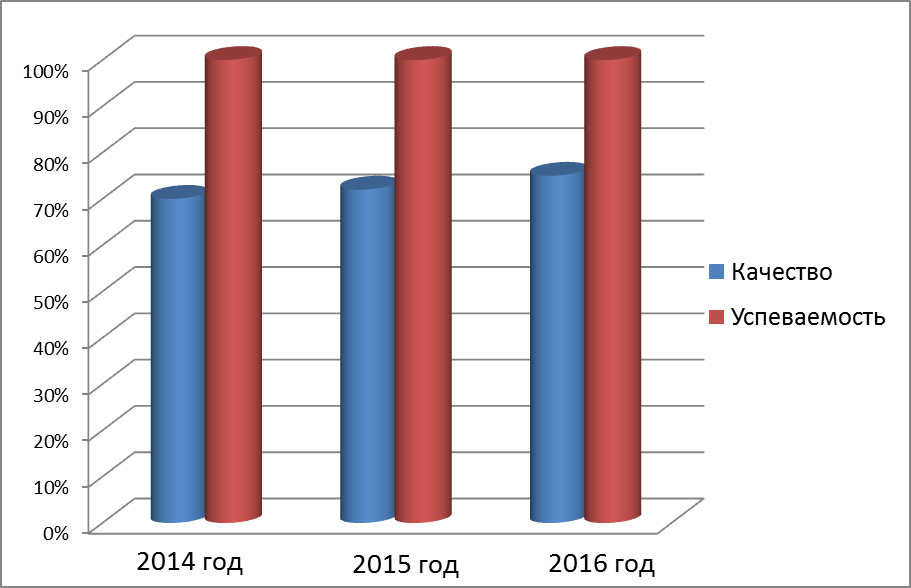 100%
90%
80%
70%
60%
50%
40%
30%
20%
10%
0%
2014 год
2015 год
2016 год
Качество
Успеваемость